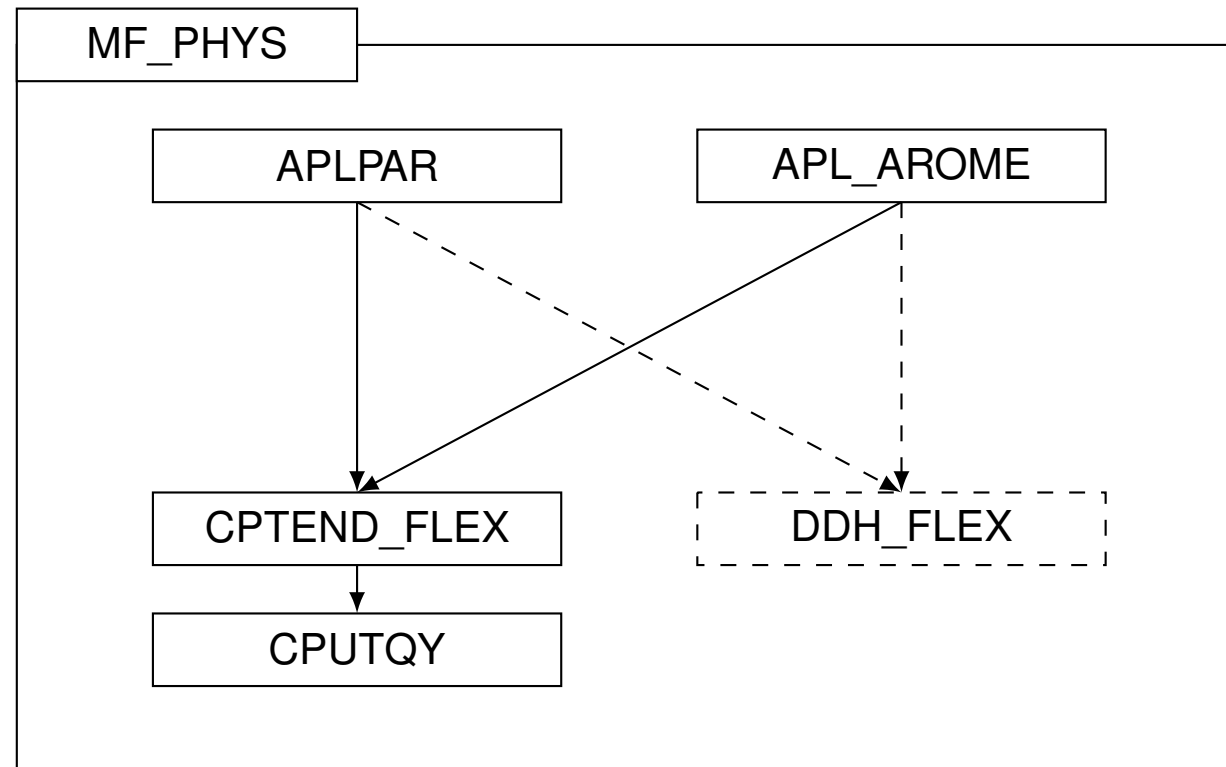 MF_PHYS
APLPAR
APL_AROME
CPTEND_FLEX
DDH_FLEX
CPUTQY